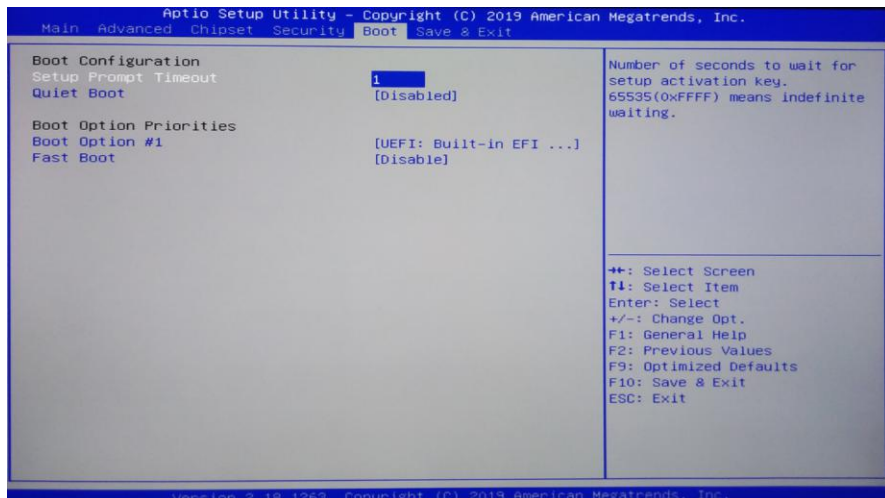 Aptio Setup Utility – Copyright (C) 2019 American Megatrends, Inc.
Main Advanced Chipset Security Boot Save & Exit
Boot Configuration
Setup Prompt Timeout 1
Quiet Boot [Disabled]
Boot Option Priorities
Boot Option #1 [UEFI: Built-in EFI ...]
Fast Boot [Disable]
Number of seconds to wait for
setup activation key.
65535(0xFFFF) means indefinite
waiting.
→←: Select Screen
↑↓: Select Item
Enter: Select
+/-: Change Opt.
F1: General Help
F2: Previous Values
F9: Optimized Defaults
F10: Save & Exit
ESC: Exit
Version 2.18.1263. Copyright (C) 2019 American Megatrends, Inc.